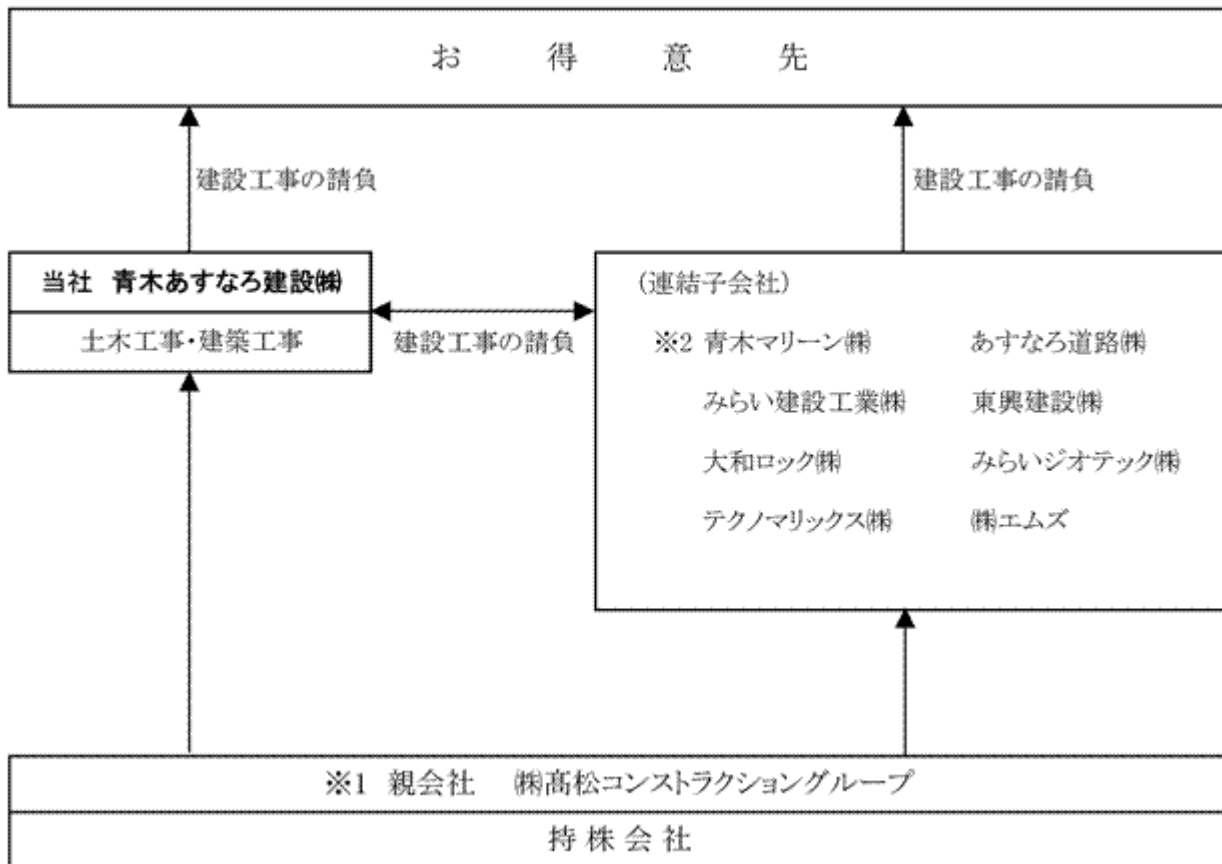 お得意先
建設工事の請負
建設工事の請負
当社 青木あすなろ建設㈱
土木工事・建築工事
建設工事の請負
(連結子会社)
※2 青木マリーン㈱ あすなろ道路㈱
みらい建設工業㈱ 東興建設㈱
大和ロック㈱ みらいジオテック㈱
テクノマリックス㈱ ㈱エムズ
※1 親会社 ㈱髙松コンストラクショングループ
持株会社